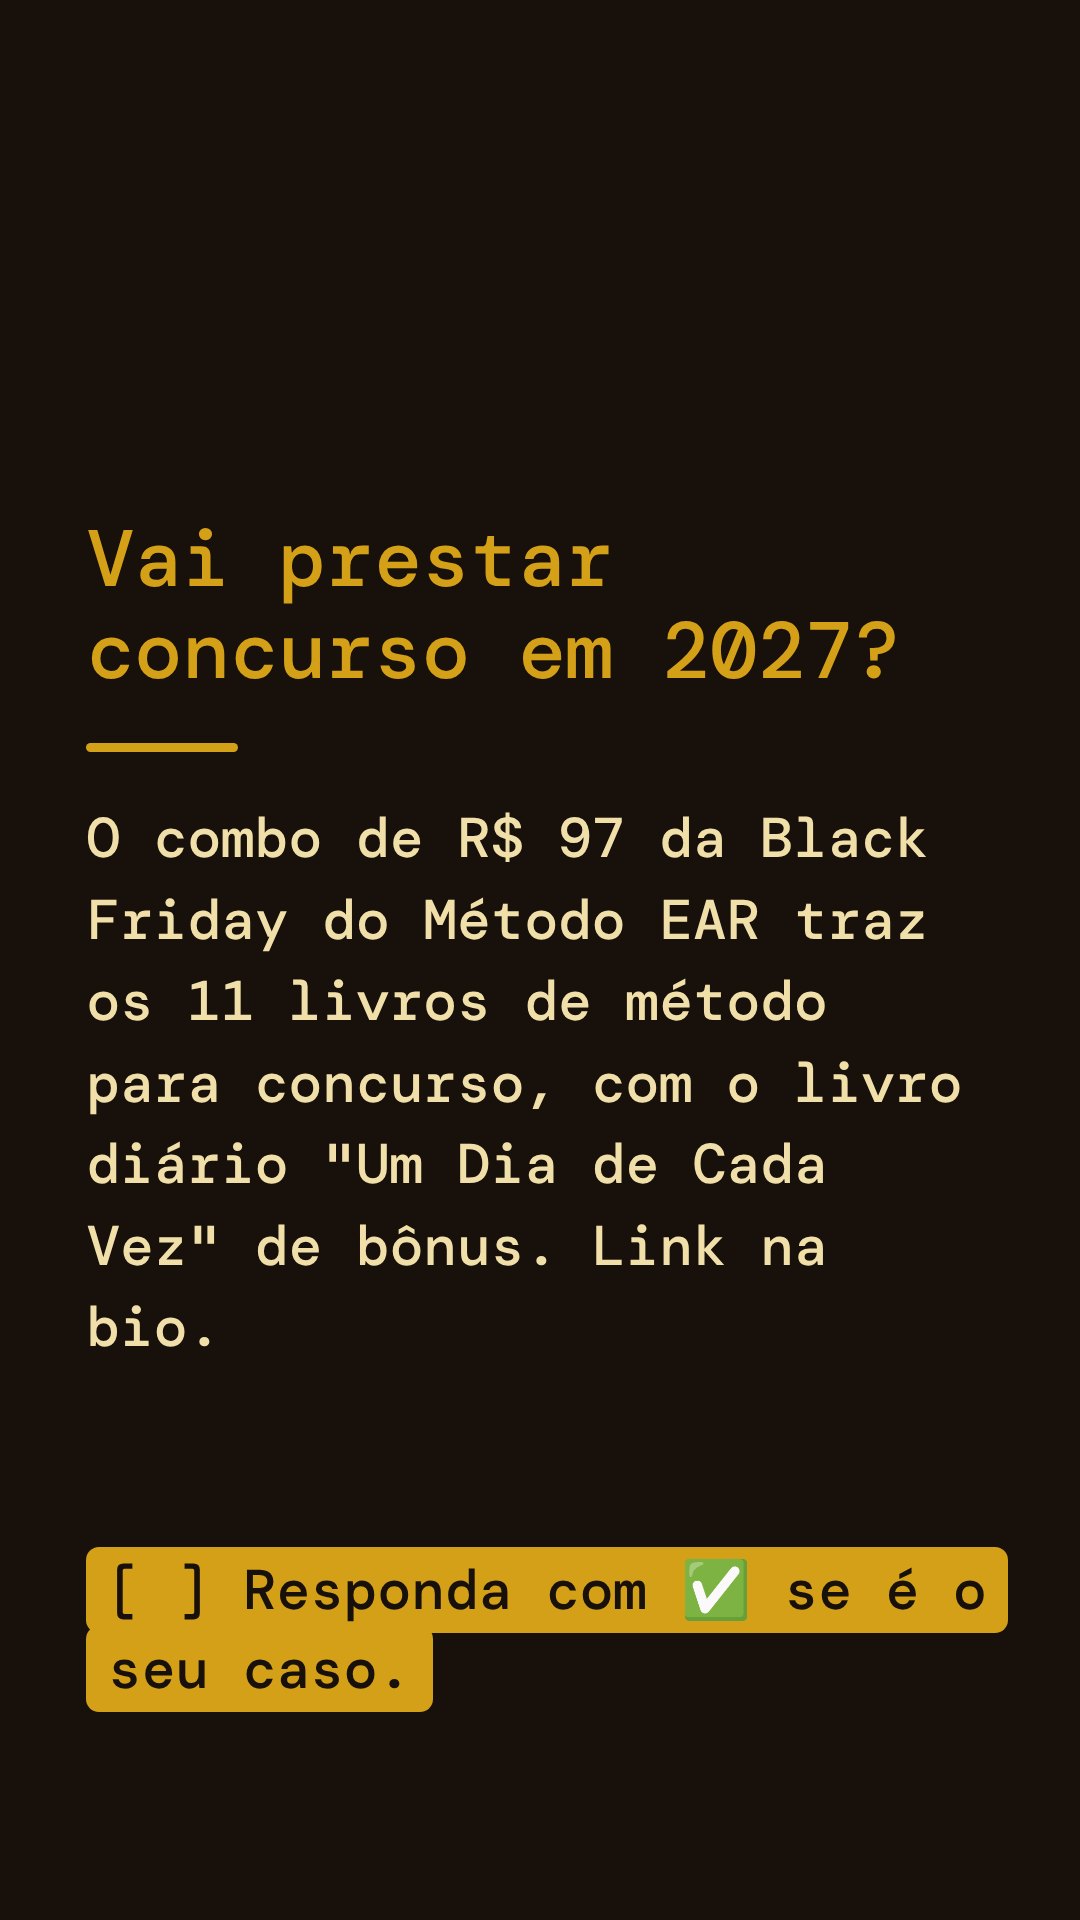 Vai prestar
concurso em 2027?
O combo de R$ 97 da Black
Friday do Método EAR traz
os 11 livros de método
para concurso, com o livro
diário "Um Dia de Cada
Vez" de bônus. Link na
bio.
[ ] Responda com ✅ se é o
seu caso.